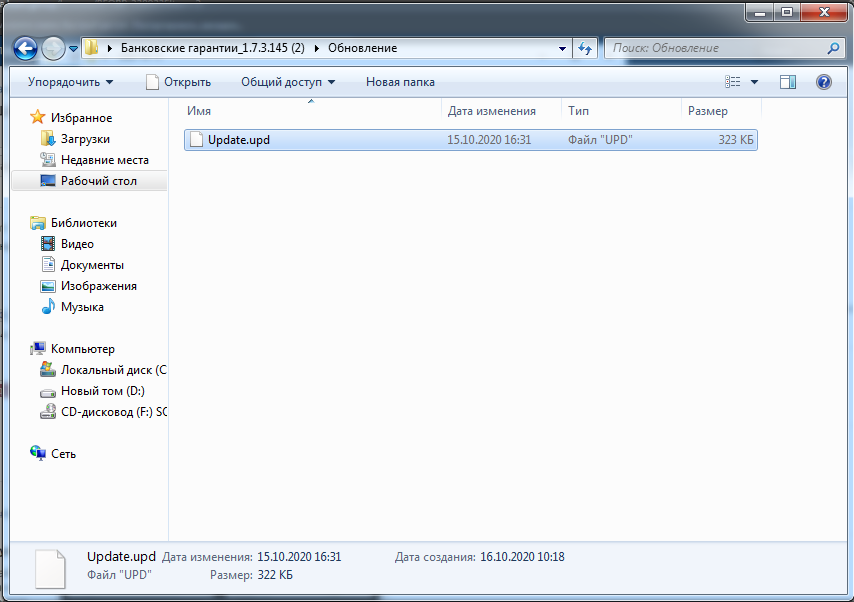 Банковские гарантии_1.7.3.145 (2) Обновление
Поиск: Обновление
Упорядочить Открыть Общий доступ Новая папка
Имя Дата изменения Тип Размер
Update.upd 15.10.2020 16:31 Файл "UPD" 323 КБ
Избранное
Загрузки
Недавние места
Рабочий стол
Библиотеки
Видео
Документы
Изображения
Музыка
Компьютер
Локальный диск (C
Новый том (D:)
CD-дисковод (F:) SC
Сеть
Update.upd Дата изменения: 15.10.2020 16:31 Дата создания: 16.10.2020 10:18
Файл "UPD" Размер: 322 КБ